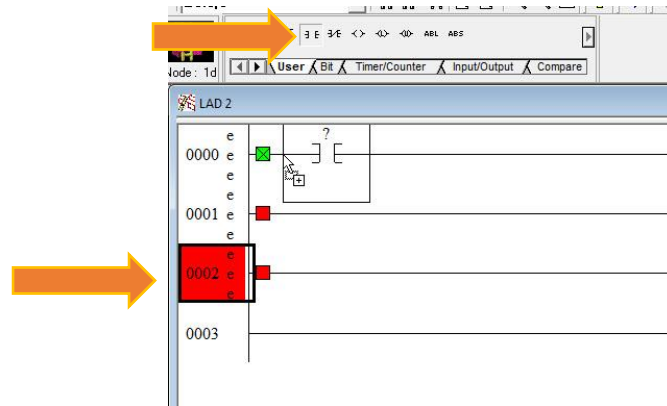 ABL ABS
Node: 1d
User Bit Timer/Counter Input/Output Compare
LAD 2
e
?
0000 e
e
e
0001 e
e
e
0002 e
e
0003